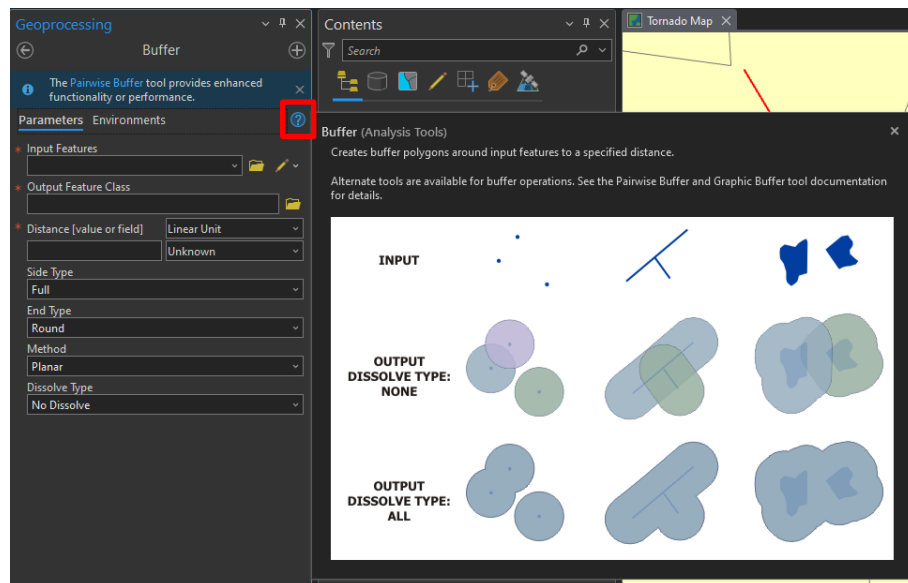 Geoprocessing
Buffer
The Pairwise Buffer tool provides enhanced
functionality or performance.
Parameters Environments
* Input Features
* Output Feature Class
* Distance [value or field] Linear Unit
Unknown
Side Type
Full
End Type
Round
Method
Planar
Dissolve Type
No Dissolve
Contents
Search
Tornado Map
Buffer (Analysis Tools)
Creates buffer polygons around input features to a specified distance.
Alternate tools are available for buffer operations. See the Pairwise Buffer and Graphic Buffer tool documentation
for details.
INPUT
OUTPUT
DISSOLVE TYPE:
NONE
OUTPUT
DISSOLVE TYPE:
ALL